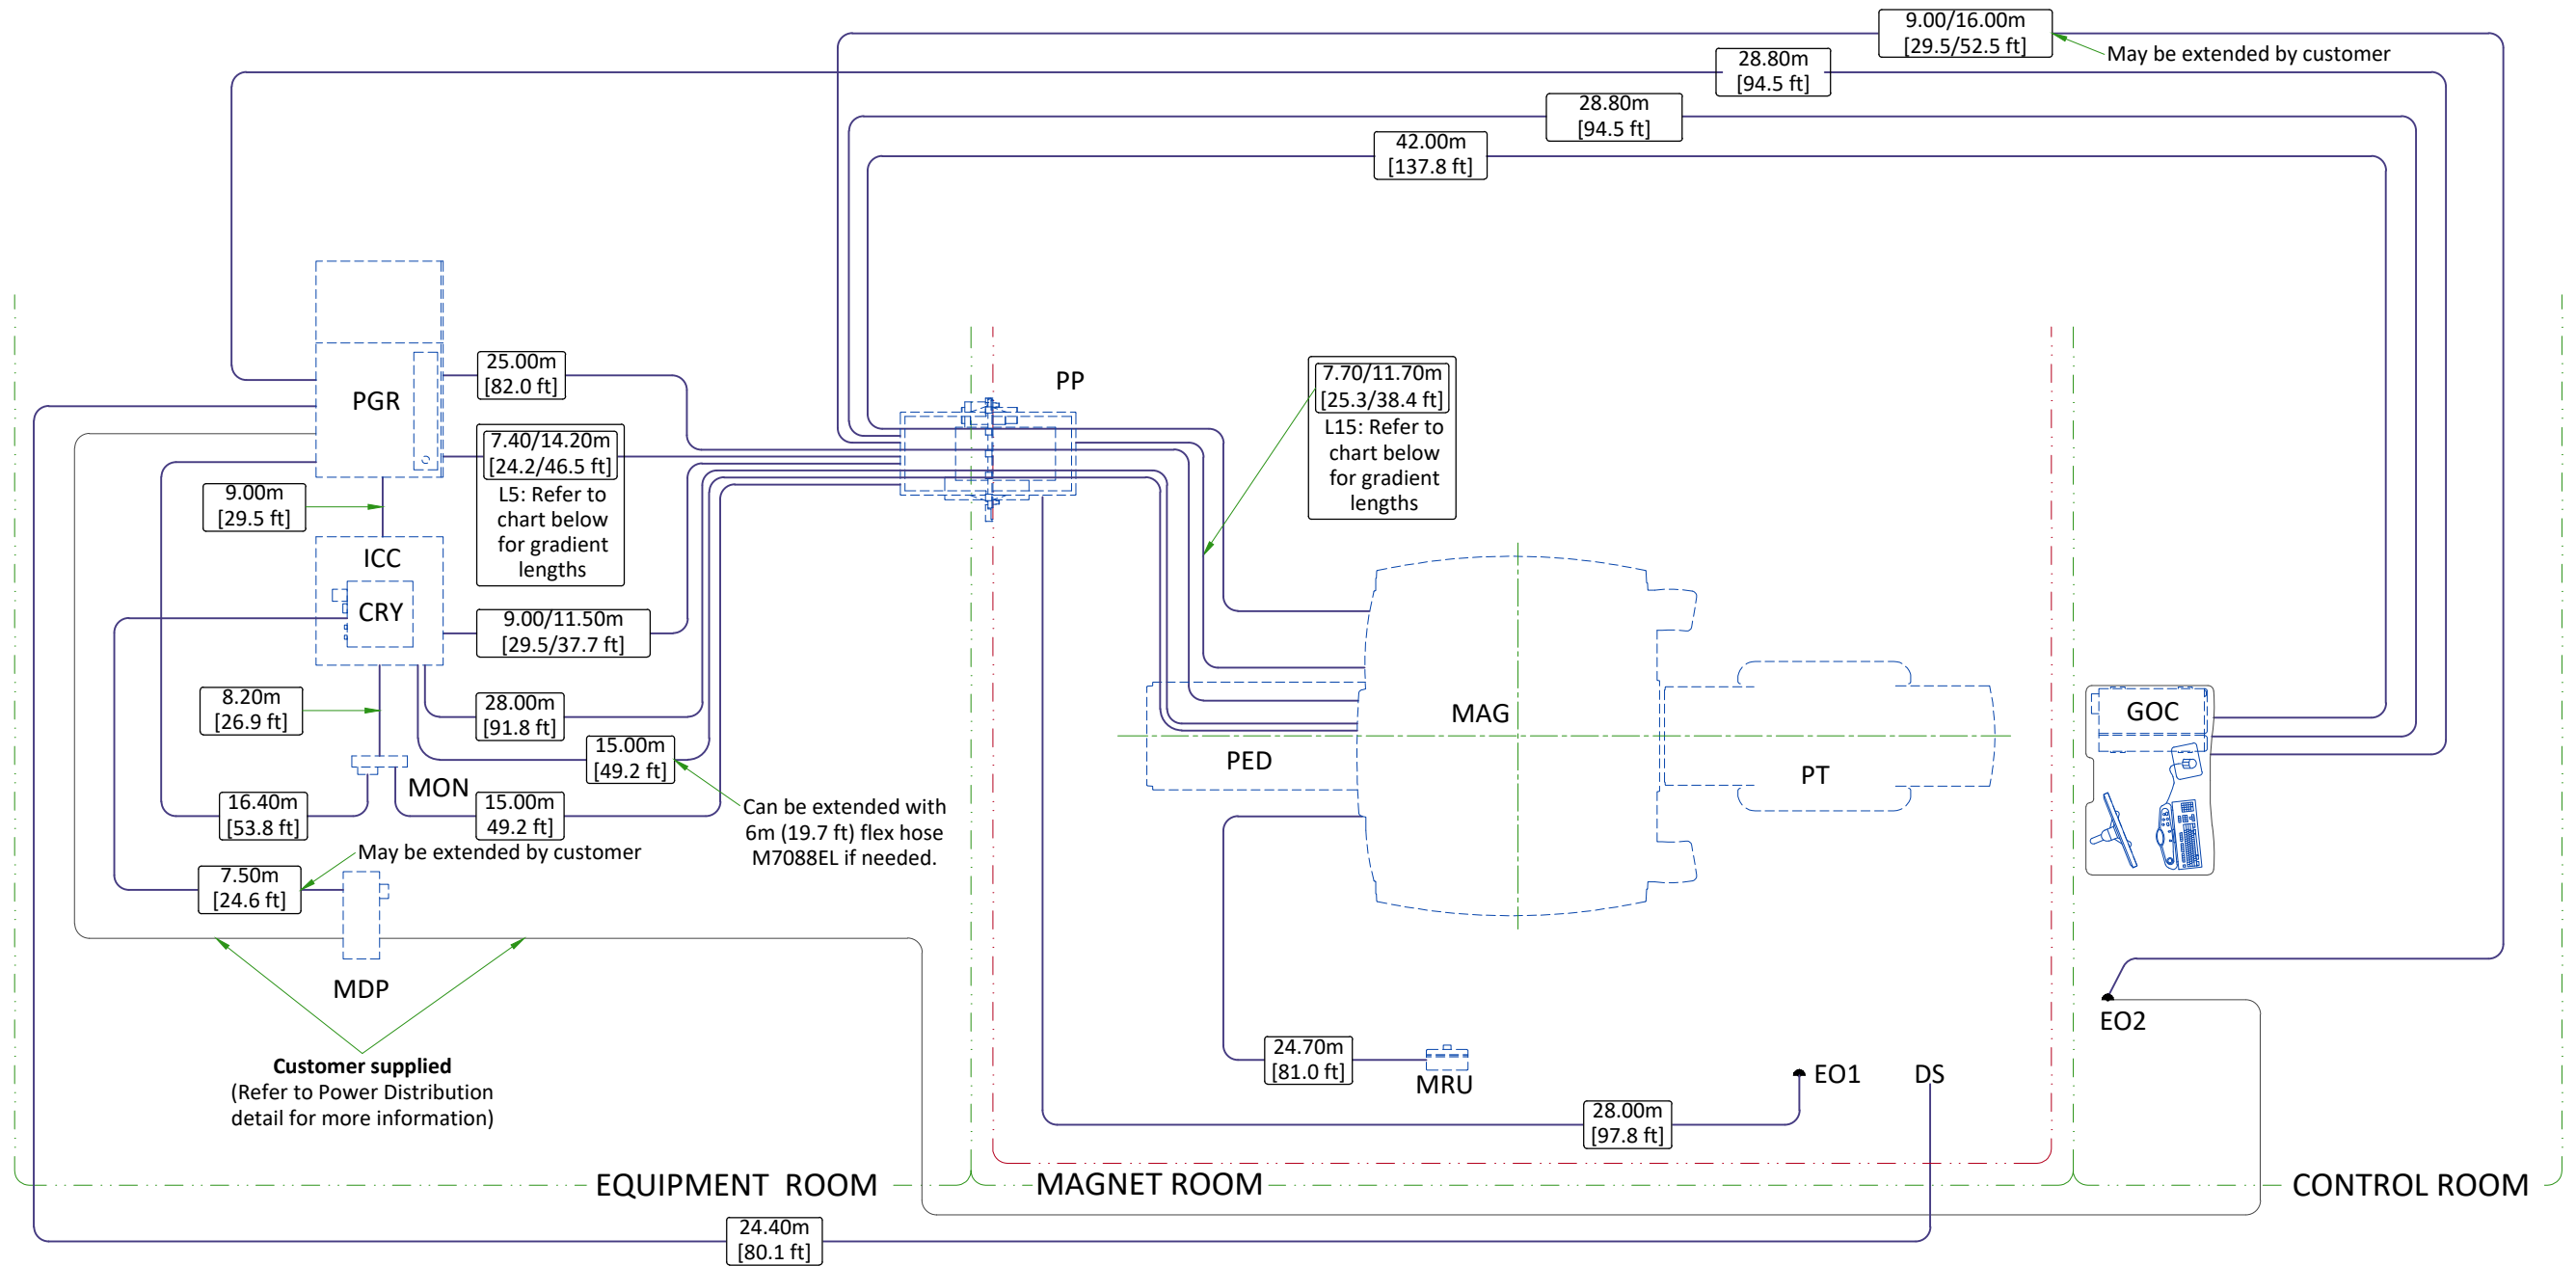 9.00/16.00m
[29.5/52.5 ft]
May be extended by customer
28.80m
[94.5 ft]
28.80m
[94.5 ft]
42.00m
[137.8 ft]
25.00m
[82.0 ft]
PGR
PP
7.40/14.20m
[24.2/46.5 ft]
L5: Refer to
chart below
for gradient
lengths
7.70/11.70m
[25.3/38.4 ft]
L15: Refer to
chart below
for gradient
lengths
9.00m
[29.5 ft]
ICC
CRY
9.00/11.50m
[29.5/37.7 ft]
8.20m
[26.9 ft]
28.00m
[91.8 ft]
15.00m
[49.2 ft]
MON
16.40m
[53.8 ft]
15.00m
49.2 ft]
Can be extended with
6m (19.7 ft) flex hose
M7088EL if needed.
May be extended by customer
7.50m
[24.6 ft]
MDP
Customer supplied
(Refer to Power Distribution
detail for more information)
MAG
PED
PT
GOC
EO2
24.70m
[81.0 ft]
MRU
EO1
DS
28.00m
[97.8 ft]
EQUIPMENT ROOM
MAGNET ROOM
CONTROL ROOM
24.40m
[80.1 ft]